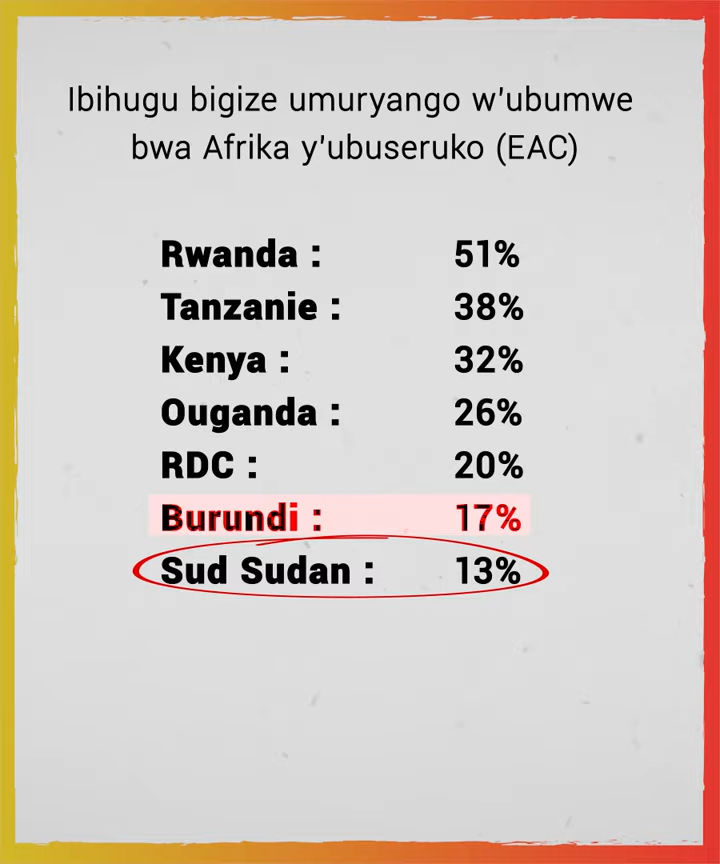 Ibihugu bigize umuryango w'ubumwe
bwa Afrika y'ubuseruko (EAC)
Rwanda : 51%
Tanzanie : 38%
Kenya : 32%
Ouganda : 26%
RDC : 20%
Burundi : 17%
Sud Sudan : 13%